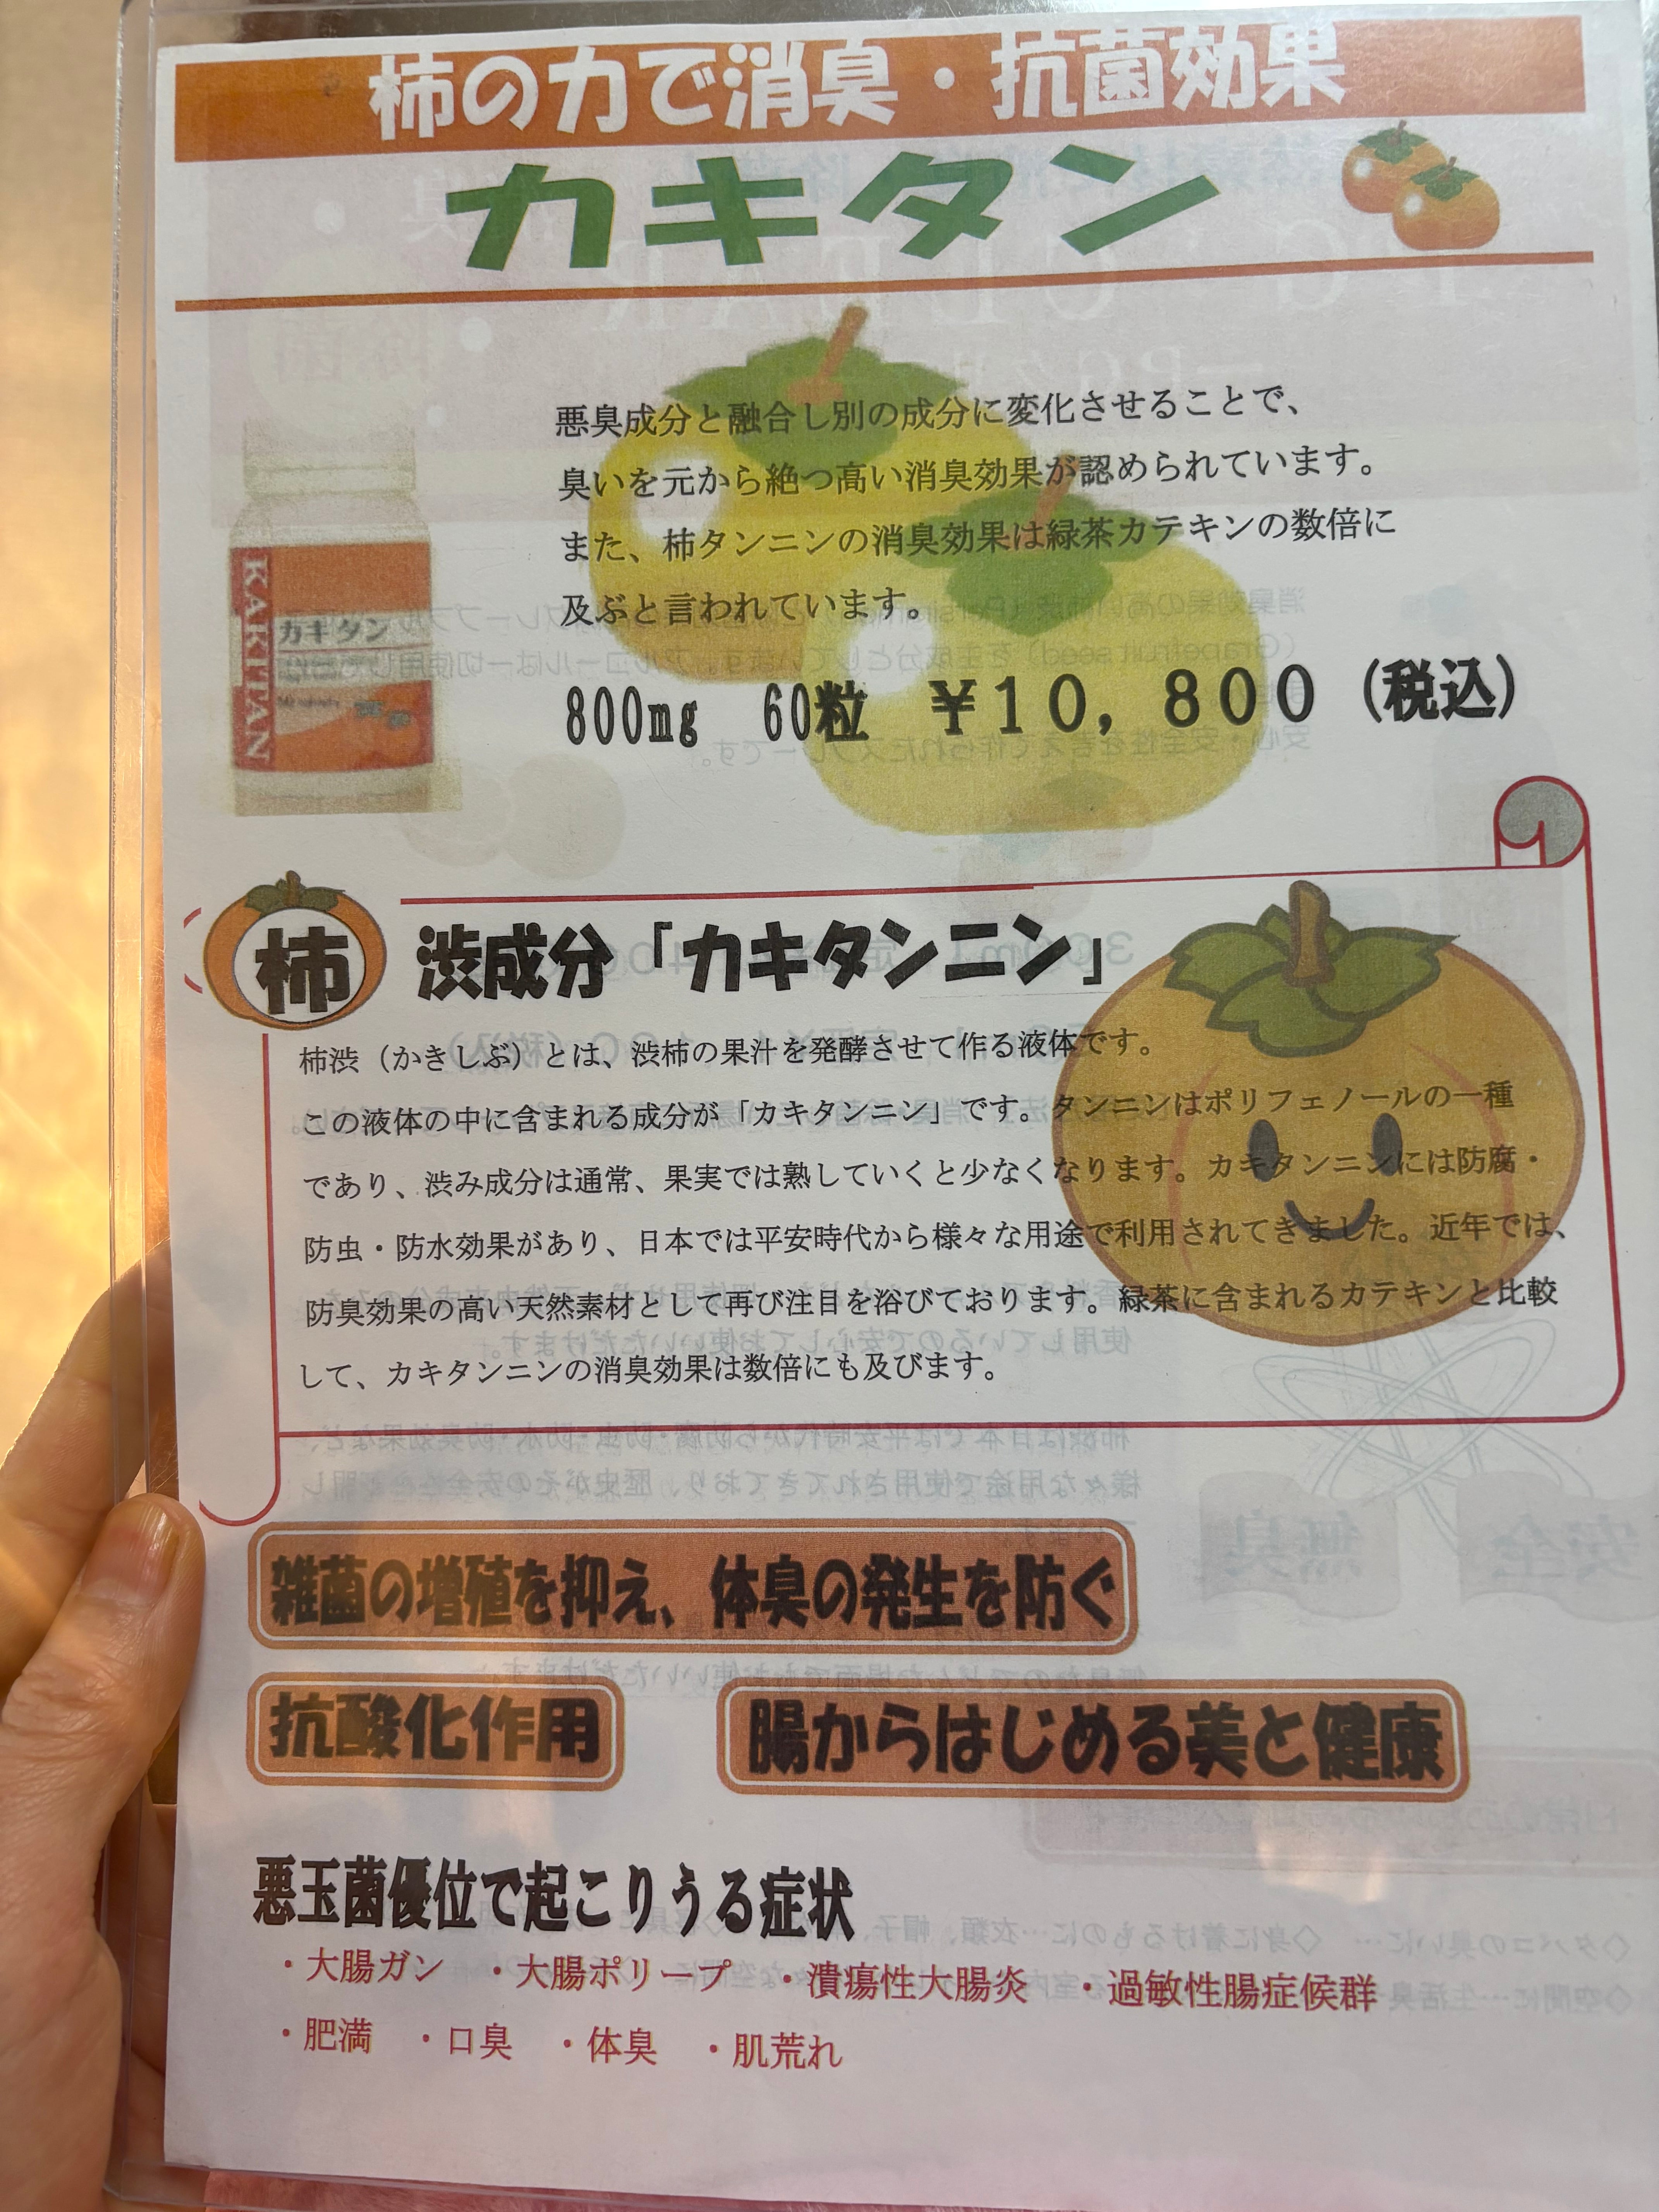 柿の力で消臭・抗菌効果
カキタン
悪臭成分と融合し別の成分に変化させることで、
臭いを元から絶つ高い消臭効果が認められています。
また、柿タンニンの消臭効果は緑茶カテキンの数倍に
及ぶと言われています。
KAKITAN
カキタン
800mg 60粒 ￥10,800（税込）
柿
渋成分「カキタンニン」
柿渋（かきしぶ）とは、渋柿の果汁を発酵させて作る液体です。
この液体の中に含まれる成分が「カキタンニン」です。タンニンはポリフェノールの一種
であり、渋み成分は通常、果実では熟していくと少なくなります。カキタンニンには防腐・
防虫・防水効果があり、日本では平安時代から様々な用途で利用されてきました。近年では、
防臭効果の高い天然素材として再び注目を浴びております。緑茶に含まれるカテキンと比較
して、カキタンニンの消臭効果は数倍にも及びます。
雑菌の増殖を抑え、体臭の発生を防ぐ
抗酸化作用 腸からはじめる美と健康
悪玉菌優位で起こりうる症状
・大腸ガン ・大腸ポリープ ・潰瘍性大腸炎 ・過敏性腸症候群
・肥満 ・口臭 ・体臭 ・肌荒れ